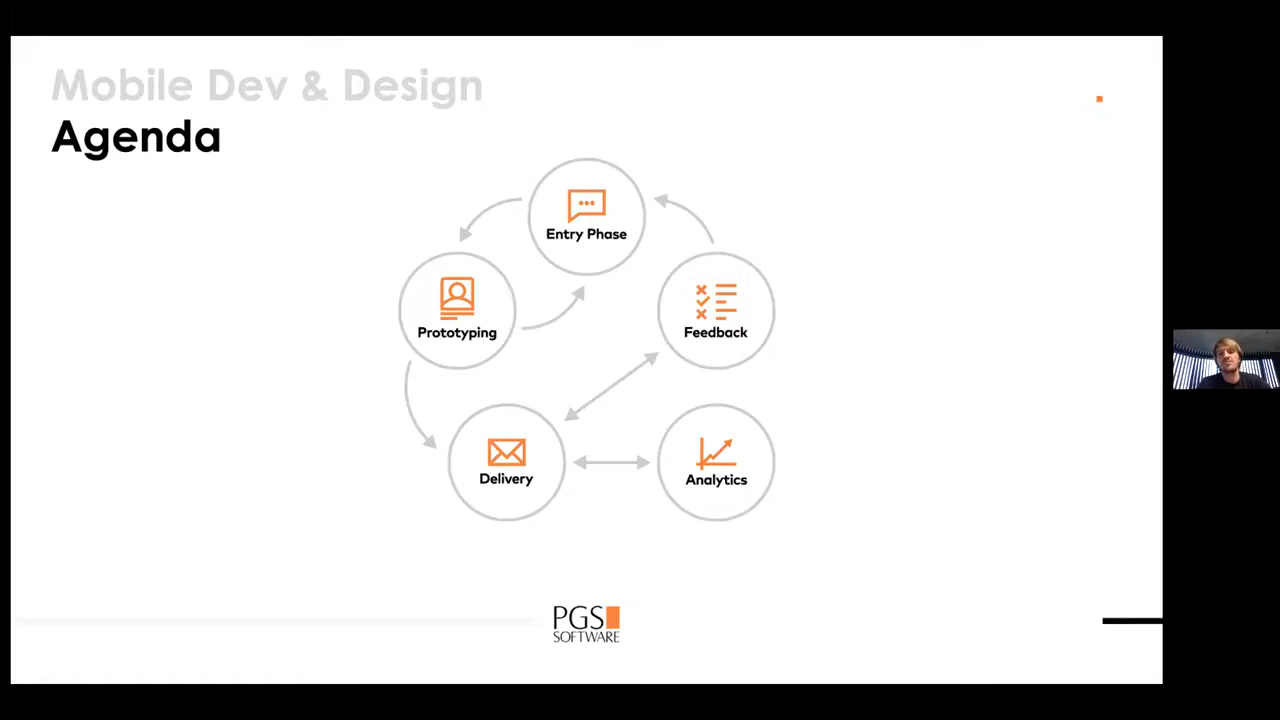 Mobile Dev & Design
Agenda
Entry Phase
Prototyping
Feedback
Delivery
Analytics
PGS
SOFTWARE